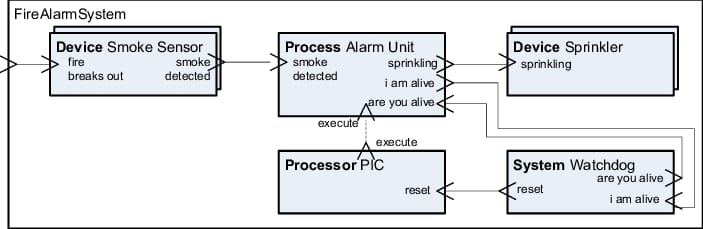 FireAlarmSystem
Device Smoke Sensor
fire
breaks out
smoke
detected
Process Alarm Unit
smoke
detected
sprinkling
i am alive
are you alive
execute
Device Sprinkler
sprinkling
execute
Processor PIC
reset
System Watchdog
are you alive
reset
i am alive